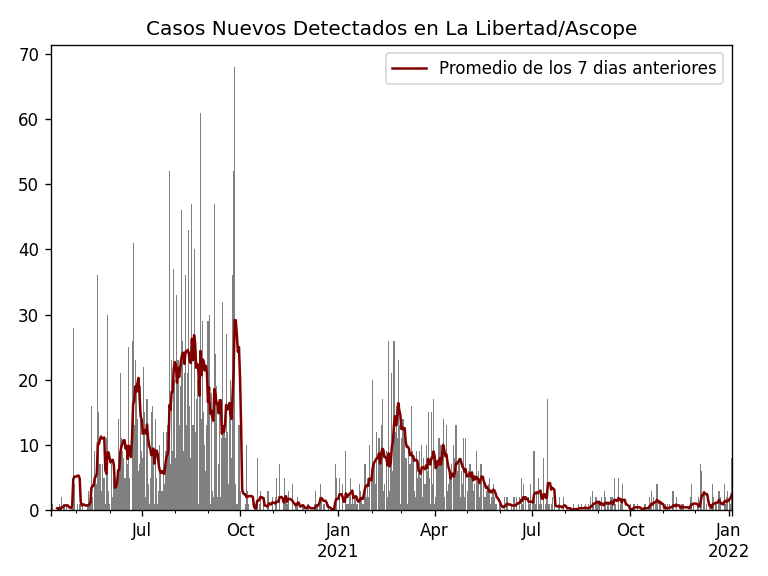 Casos Nuevos Detectados en La Libertad/Ascope
Promedio de los 7 dias anteriores
70
60
50
40
30
20
10
0
Jul
Oct
Jan
2021
Apr
Jul
Oct
Jan
2022